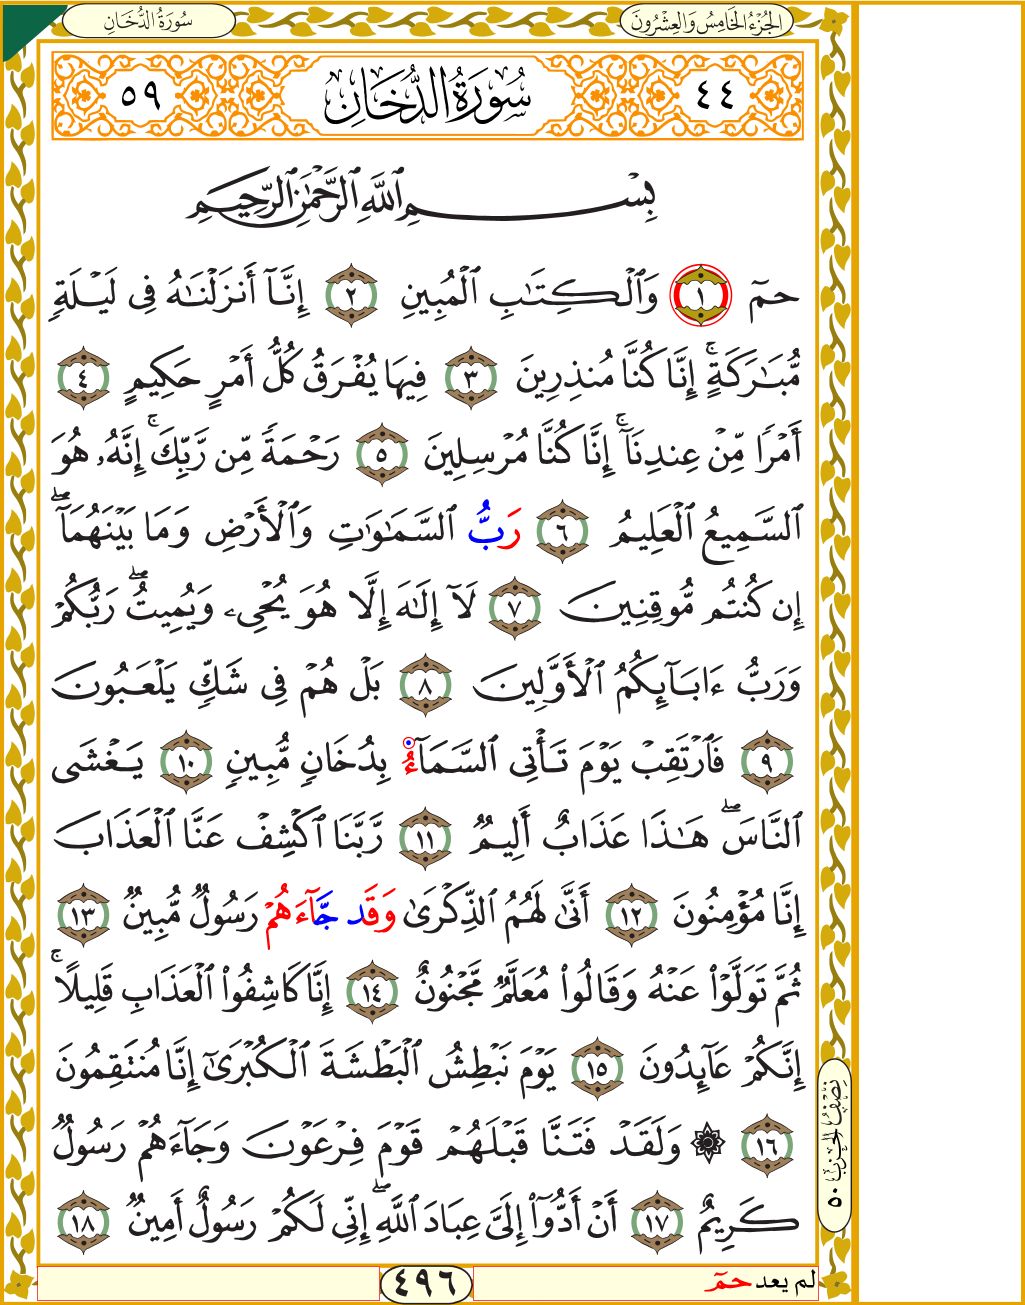 سُورَةُ الدُّخَانِ
الجُزْءُ الخَامِسُ وَالعِشْرُونَ
٤٤
سُورَةُ الدُّخَانِ
٥٩
بِسْمِ ٱللَّهِ ٱلرَّحْمَٰنِ ٱلرَّحِيمِ
حمٓ ١ وَٱلْكِتَٰبِ ٱلْمُبِينِ ٢ إِنَّآ أَنزَلْنَٰهُ فِى لَيْلَةٍ
مُّبَٰرَكَةٍ ۚ إِنَّا كُنَّا مُنذِرِينَ ٣ فِيهَا يُفْرَقُ كُلُّ أَمْرٍ حَكِيمٍ ٤
أَمْرًا مِّنْ عِندِنَآ ۚ إِنَّا كُنَّا مُرْسِلِينَ ٥ رَحْمَةً مِّن رَّبِّكَ ۚ إِنَّهُۥ هُوَ
ٱلسَّمِيعُ ٱلْعَلِيمُ ٦ رَبُّ ٱلسَّمَٰوَٰتِ وَٱلْأَرْضِ وَمَا بَيْنَهُمَآ ۖ
إِن كُنتُم مُّوقِنِينَ ٧ لَآ إِلَٰهَ إِلَّا هُوَ يُحْىِۦ وَيُمِيتُ ۖ رَبُّكُمْ
وَرَبُّ ءَابَآئِكُمُ ٱلْأَوَّلِينَ ٨ بَلْ هُمْ فِى شَكٍّ يَلْعَبُونَ
٩ فَٱرْتَقِبْ يَوْمَ تَأْتِى ٱلسَّمَآءُ بِدُخَانٍ مُّبِينٍ ١٠ يَغْشَى
ٱلنَّاسَ ۖ هَٰذَا عَذَابٌ أَلِيمٌ ١١ رَّبَّنَا ٱكْشِفْ عَنَّا ٱلْعَذَابَ
إِنَّا مُؤْمِنُونَ ١٢ أَنَّىٰ لَهُمُ ٱلذِّكْرَىٰ وَقَد جَّآءَهُمْ رَسُولٌ مُّبِينٌ ١٣
ثُمَّ تَوَلَّوْا۟ عَنْهُ وَقَالُوا۟ مُعَلَّمٌ مَّجْنُونٌ ١٤ إِنَّا كَاشِفُوا۟ ٱلْعَذَابِ قَلِيلًا ۚ
إِنَّكُمْ عَآئِدُونَ ١٥ يَوْمَ نَبْطِشُ ٱلْبَطْشَةَ ٱلْكُبْرَىٰٓ إِنَّا مُنتَقِمُونَ
١٦ ۞ وَلَقَدْ فَتَنَّا قَبْلَهُمْ قَوْمَ فِرْعَوْنَ وَجَآءَهُمْ رَسُولٌ
كَرِيمٌ ١٧ أَنْ أَدُّوٓا۟ إِلَىَّ عِبَادَ ٱللَّهِ ۖ إِنِّى لَكُمْ رَسُولٌ أَمِينٌ ١٨
نِصْفُ الحِزْبِ ٥٠
لم يعد حمٓ
٤٩٦